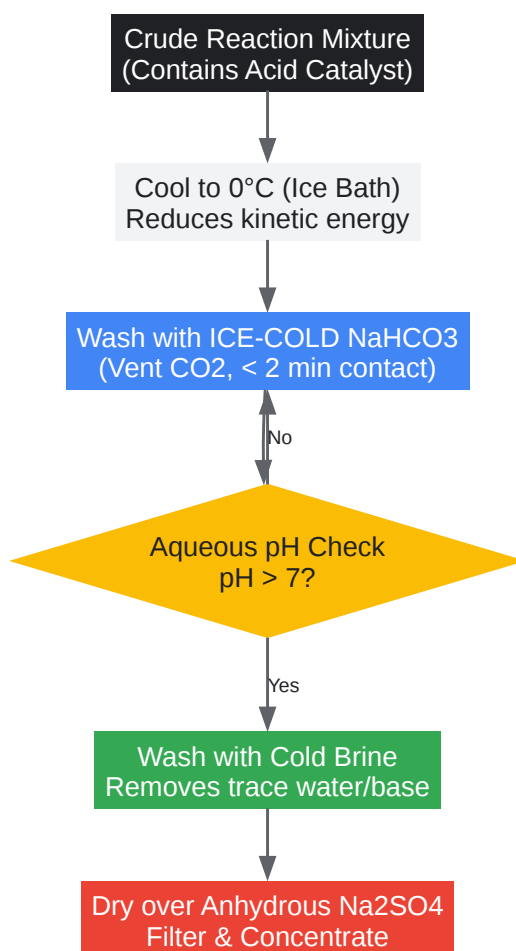 Crude Reaction Mixture
(Contains Acid Catalyst)
Cool to 0°C (Ice Bath)
Reduces kinetic energy
Wash with ICE-COLD NaHCO3
(Vent CO2, < 2 min contact)
No
Aqueous pH Check
pH > 7?
Yes
Wash with Cold Brine
Removes trace water/base
Dry over Anhydrous Na2SO4
Filter & Concentrate